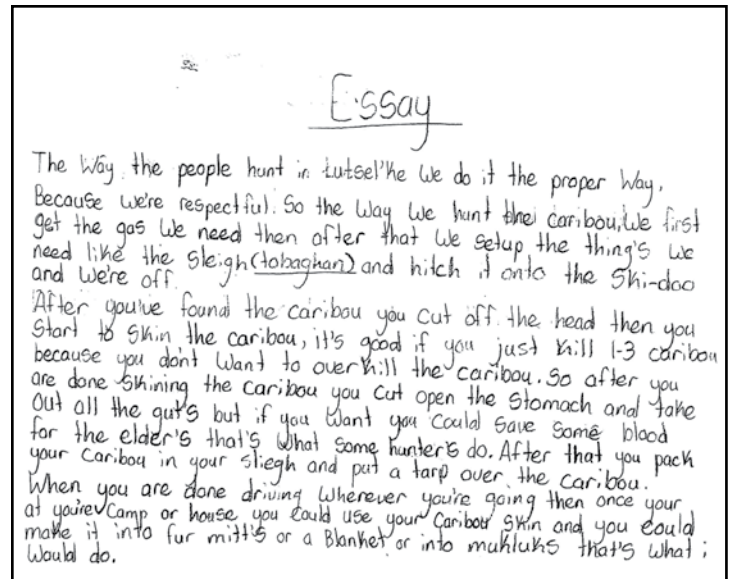 Essay
The Way the people hunt in Łutsel'ke we do it the proper way,
Because we're respectful. So the way we hunt the caribou, we first
get the gas we need then after that we setup the thing's we
need like the sleigh (tobaghan) and hitch it onto the Ski-doo
and we're off.
After you've found the caribou you cut off the head then you
Start to skin the caribou, it's good if you just kill 1-3 caribou
because you don't want to overkill the caribou. So after you
are done skining the caribou you cut open the stomach and take
out all the gut's but if you want you could save some blood
for the elder's that's what some hunter's do. After that you pack
your caribou in your sliegh and put a tarp over the caribou.
When you are done driving wherever you're going then once your
at you're camp or house you could use your caribou skin and you could
make it into fur mitt's or a Blanket or into mukluks that's what i
would do.